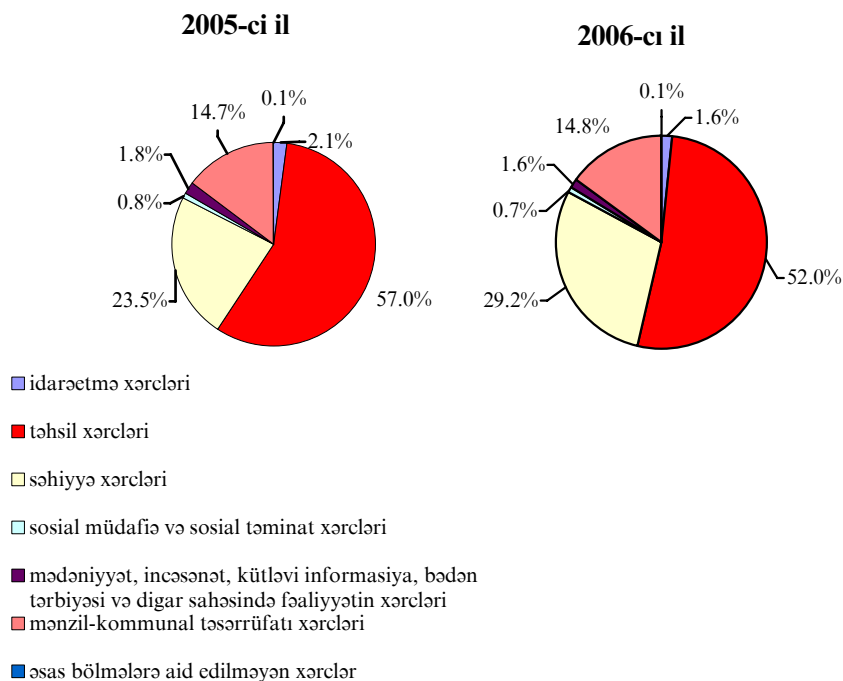 2005-ci il
2006-cı il
0.1%
14.7%
2.1%
1.8%
0.8%
23.5%
57.0%
0.1%
1.6%
14.8%
1.6%
0.7%
29.2%
52.0%
idarəetmə xərcləri
təhsil xərcləri
səhiyyə xərcləri
sosial müdafiə və sosial təminat xərcləri
mədəniyyət, incəsənət, kütləvi informasiya, bədən
tərbiyəsi və digar sahəsində fəaliyyətin xərcləri
mənzil-kommunal təsərrüfatı xərcləri
əsas bölmələrə aid edilməyən xərclər